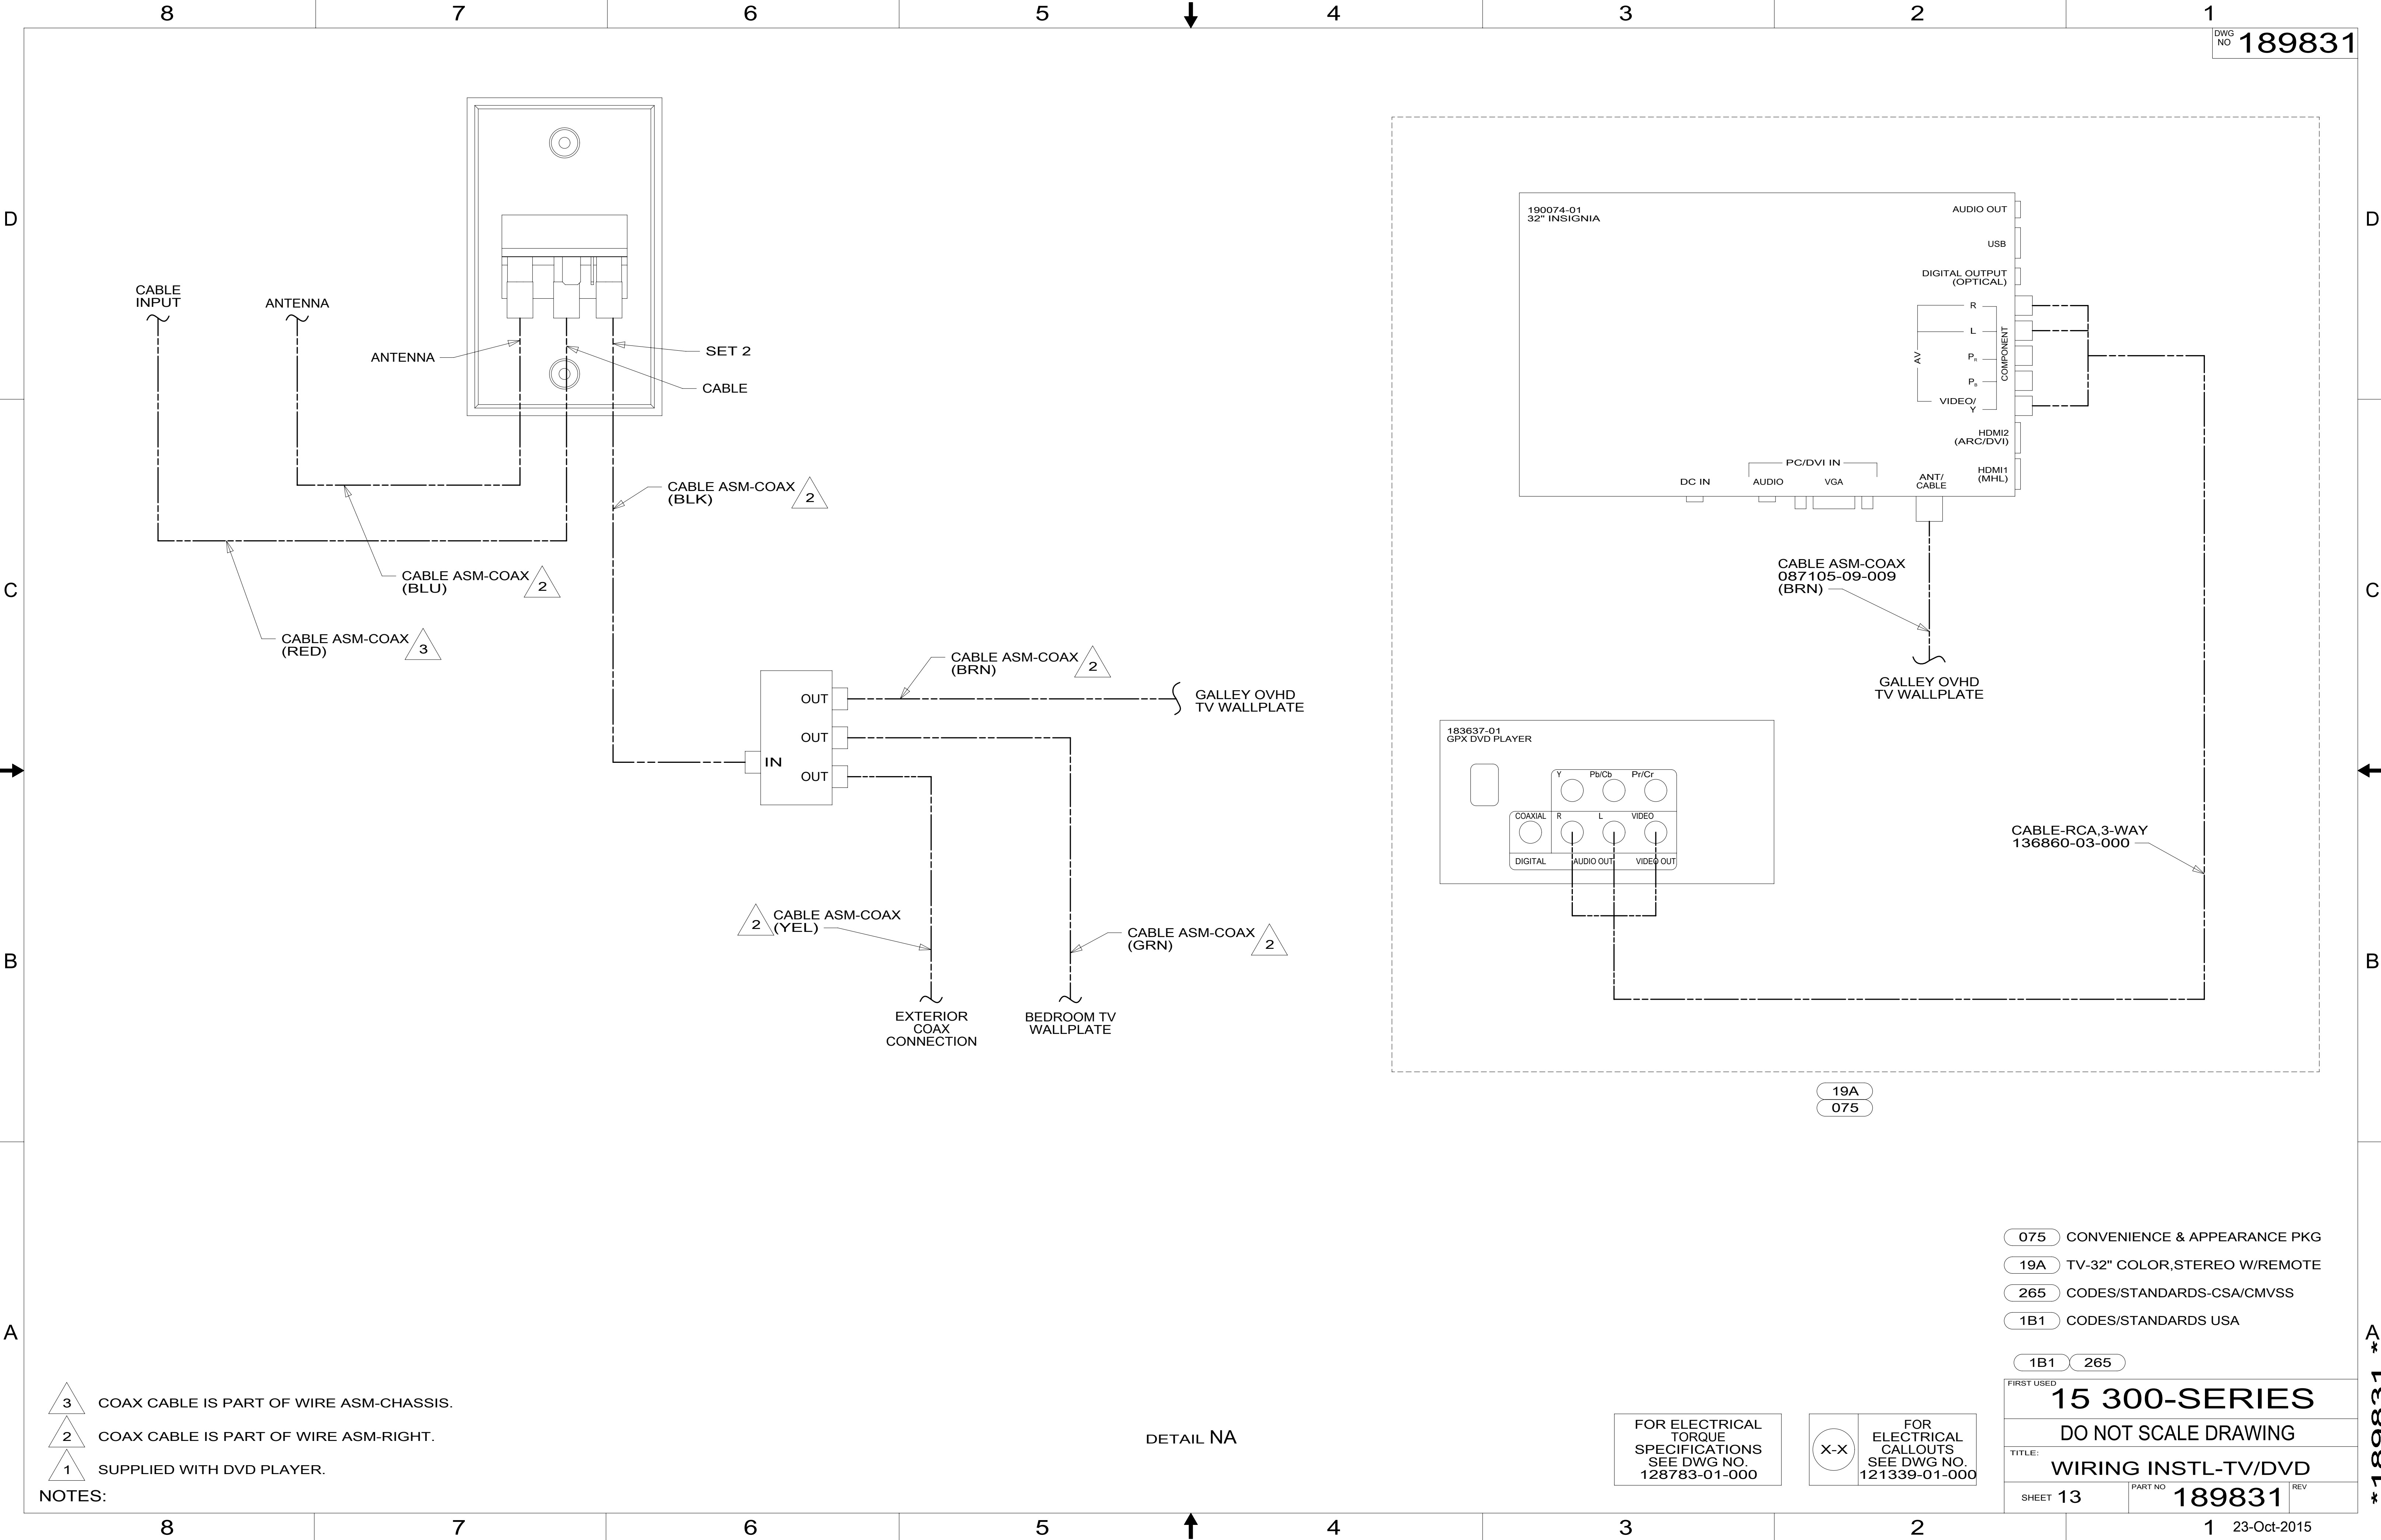 8 7 6 5 4 3 2 1
DWG
NO 189831
D D
C C
B B
A A
CABLE
INPUT
ANTENNA
ANTENNA
SET 2
CABLE
CABLE ASM-COAX
(BLK) 2
CABLE ASM-COAX
(BLU) 2
CABLE ASM-COAX
(RED) 3
OUT
OUT
OUT
IN
CABLE ASM-COAX
(BRN) 2
GALLEY OVHD
TV WALLPLATE
2 CABLE ASM-COAX
(YEL)
CABLE ASM-COAX
(GRN) 2
EXTERIOR
COAX
CONNECTION
BEDROOM TV
WALLPLATE
190074-01
32" INSIGNIA
AUDIO OUT
USB
DIGITAL OUTPUT
(OPTICAL)
R
L
PR
PB
VIDEO/
Y
AV
COMPONENT
HDMI2
(ARC/DVI)
HDMI1
(MHL)
PC/DVI IN
DC IN
AUDIO
VGA
ANT/
CABLE
CABLE ASM-COAX
087105-09-009
(BRN)
GALLEY OVHD
TV WALLPLATE
183637-01
GPX DVD PLAYER
Y Pb/Cb Pr/Cr
COAXIAL R L VIDEO
DIGITAL AUDIO OUT VIDEO OUT
CABLE-RCA,3-WAY
136860-03-000
19A
075
075 CONVENIENCE & APPEARANCE PKG
19A TV-32" COLOR,STEREO W/REMOTE
265 CODES/STANDARDS-CSA/CMVSS
1B1 CODES/STANDARDS USA
1B1 265
3 COAX CABLE IS PART OF WIRE ASM-CHASSIS.
2 COAX CABLE IS PART OF WIRE ASM-RIGHT.
1 SUPPLIED WITH DVD PLAYER.
NOTES:
DETAIL NA
FOR ELECTRICAL
TORQUE
SPECIFICATIONS
SEE DWG NO.
128783-01-000
X-X
FOR
ELECTRICAL
CALLOUTS
SEE DWG NO.
121339-01-000
FIRST USED
15 300-SERIES
DO NOT SCALE DRAWING
TITLE:
WIRING INSTL-TV/DVD
SHEET 13
PART NO 189831
REV
*189831*
8 7 6 5 4 3 2 1
23-Oct-2015